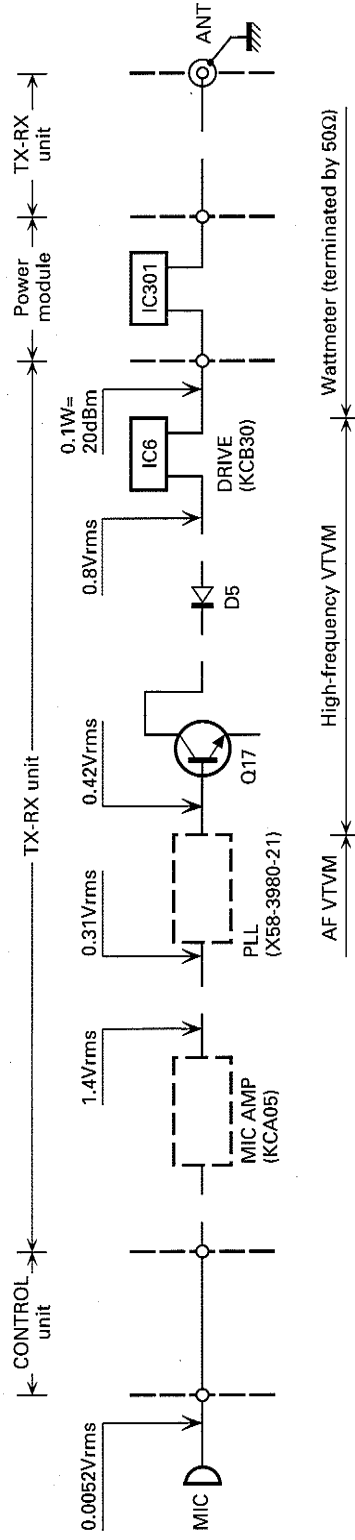 CONTROL
unit
TX-RX unit
Power
module
TX-RX
unit
0.0052Vrms
1.4Vrms
0.31Vrms
0.42Vrms
0.8Vrms
0.1W=
20dBm
MIC
MIC AMP
(KCA05)
PLL
(X58-3980-21)
Q17
D5
IC6
DRIVE
(KCB30)
IC301
ANT
AF VTVM
High-frequency VTVM
Wattmeter (terminated by 50Ω)